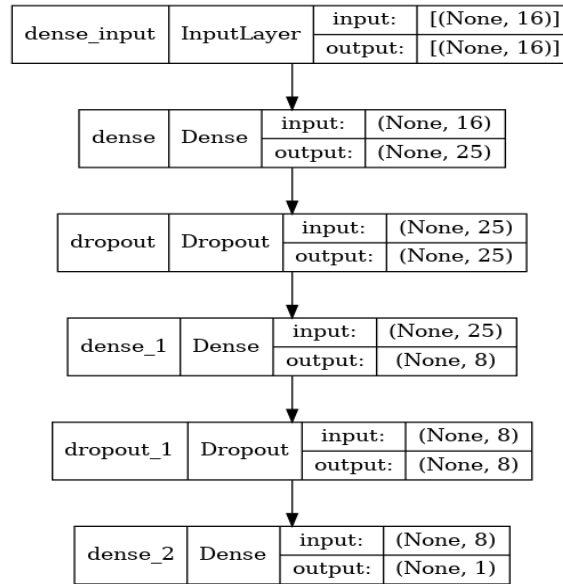 dense_input InputLayer input: [(None, 16)]
output: [(None, 16)]
dense Dense input: (None, 16)
output: (None, 25)
dropout Dropout input: (None, 25)
output: (None, 25)
dense_1 Dense input: (None, 25)
output: (None, 8)
dropout_1 Dropout input: (None, 8)
output: (None, 8)
dense_2 Dense input: (None, 8)
output: (None, 1)